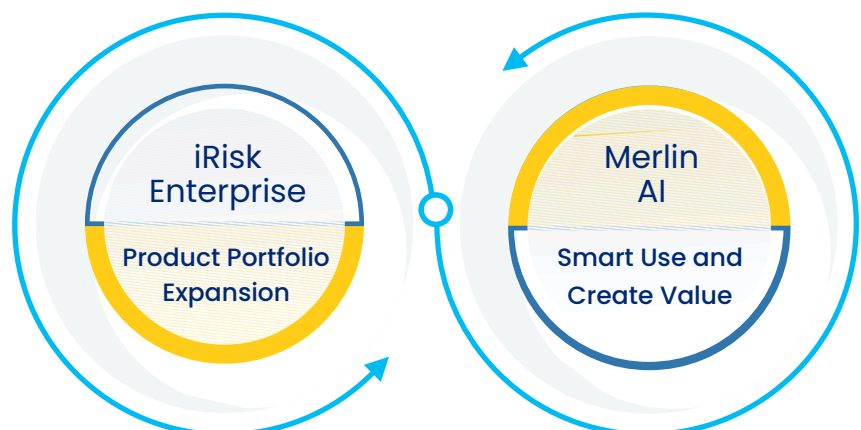 iRisk
Enterprise
Product Portfolio
Expansion
Merlin
AI
Smart Use and
Create Value